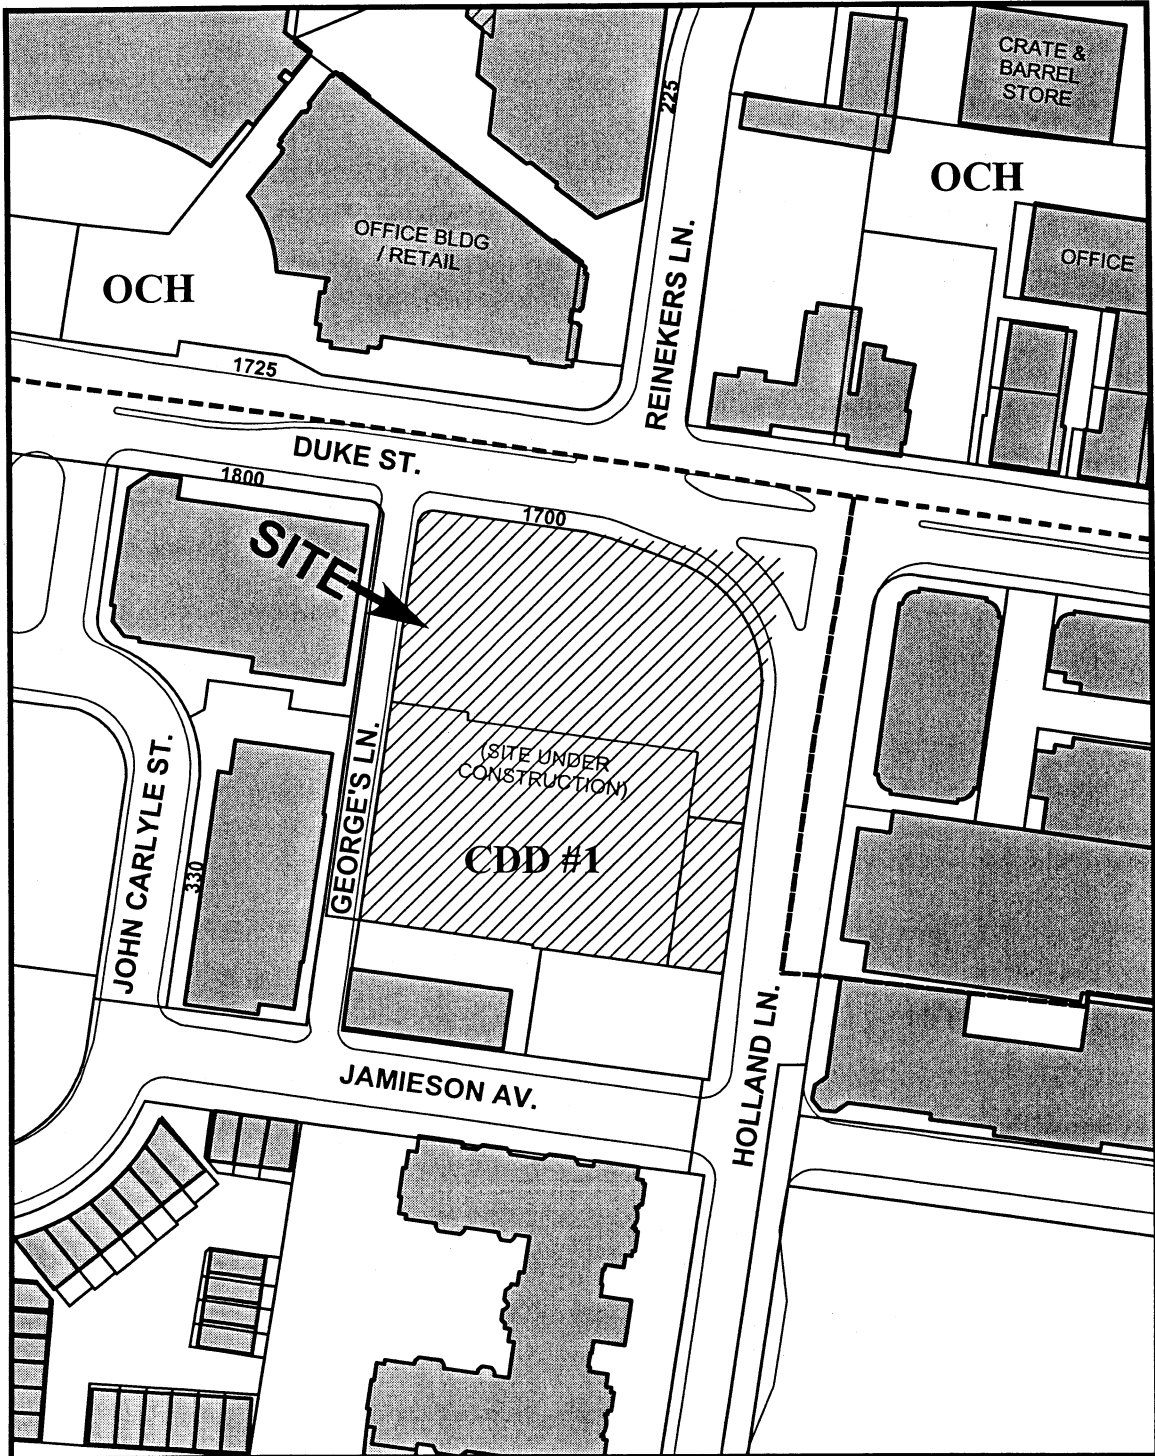 CRATE &
BARREL
STORE
225
OCH
OFFICE BLDG
/ RETAIL
OFFICE
OCH
REINEKERS LN.
1725
DUKE ST.
1800
1700
SITE
(SITE UNDER
CONSTRUCTION)
GEORGE'S LN.
JOHN CARLYLE ST.
330
CDD #1
HOLLAND LN.
JAMIESON AV.